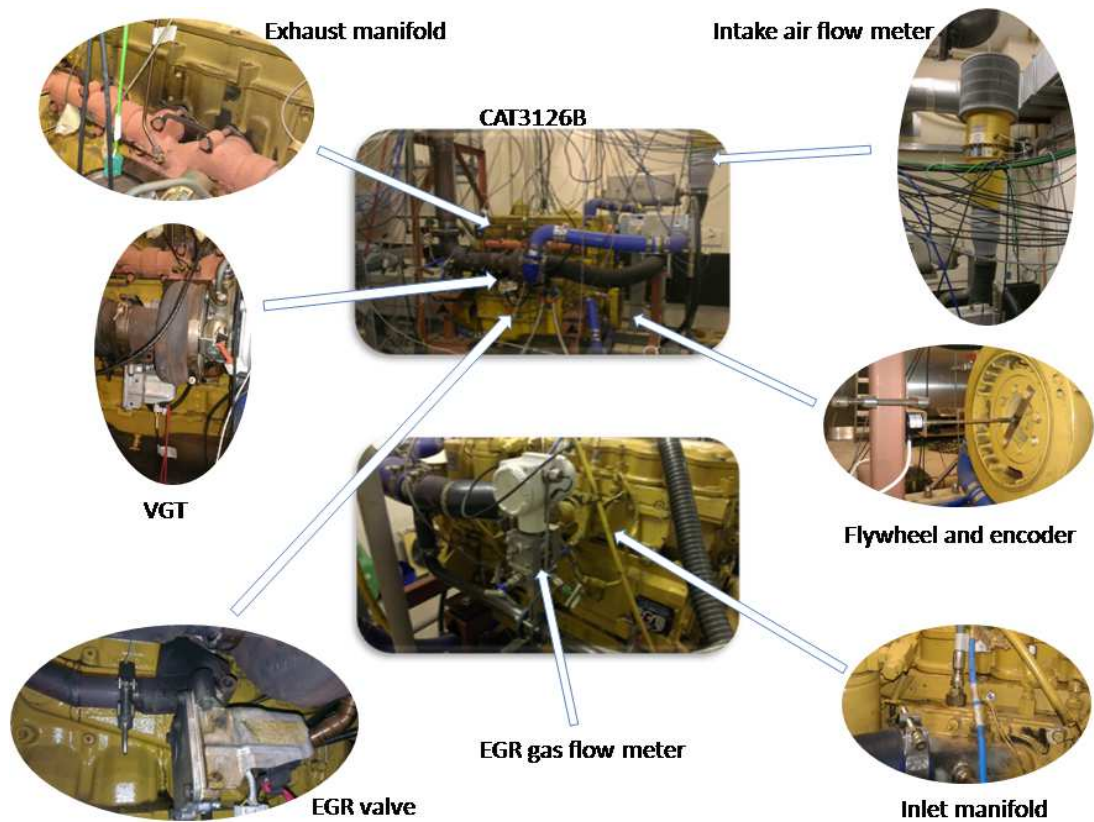 Exhaust manifold
Intake air flow meter
CAT3126B
VGT
Flywheel and encoder
EGR gas flow meter
EGR valve
Inlet manifold